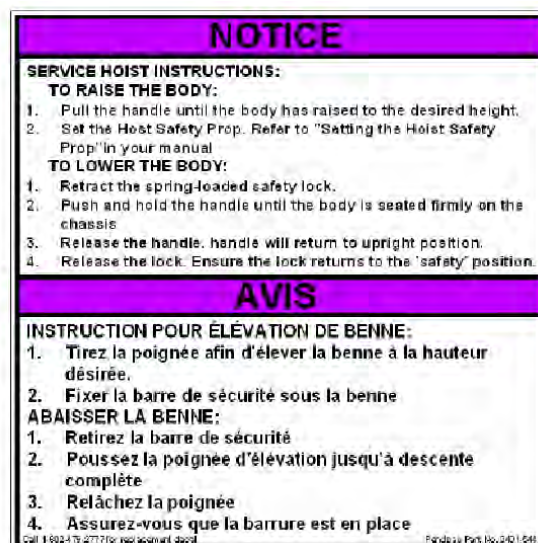 NOTICE
SERVICE HOIST INSTRUCTIONS:
TO RAISE THE BODY:
1. Pull the handle until the body has raised to the desired height.
2. Set the Host Safety Prop. Refer to "Setting the Hoist Safety
Prop"in your manual
TO LOWER THE BODY:
1. Retract the spring-loaded safety lock.
2. Push and hold the handle until the body is seated firmly on the
chassis
3. Release the handle. handle will return to upright position.
4. Release the lock. Ensure the lock returns to the 'safety' position.
AVIS
INSTRUCTION POUR ÉLÉVATION DE BENNE:
1. Tirez la poignée afin d'élever la benne à la hauteur
désirée.
2. Fixer la barre de sécurité sous la benne
ABAISSER LA BENNE:
1. Retirez la barre de sécurité
2. Poussez la poignée d'élévation jusqu'à descente
complète
3. Relâchez la poignée
4. Assurez-vous que la barrure est en place
Call for replacement decal
Part No.